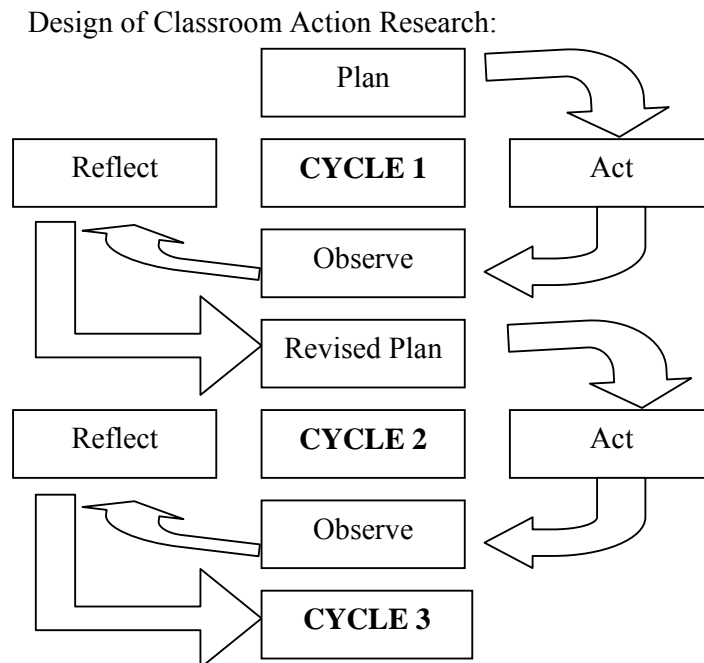 Design of Classroom Action Research:
Plan
Reflect
CYCLE 1
Act
Observe
Revised Plan
Reflect
CYCLE 2
Act
Observe
CYCLE 3